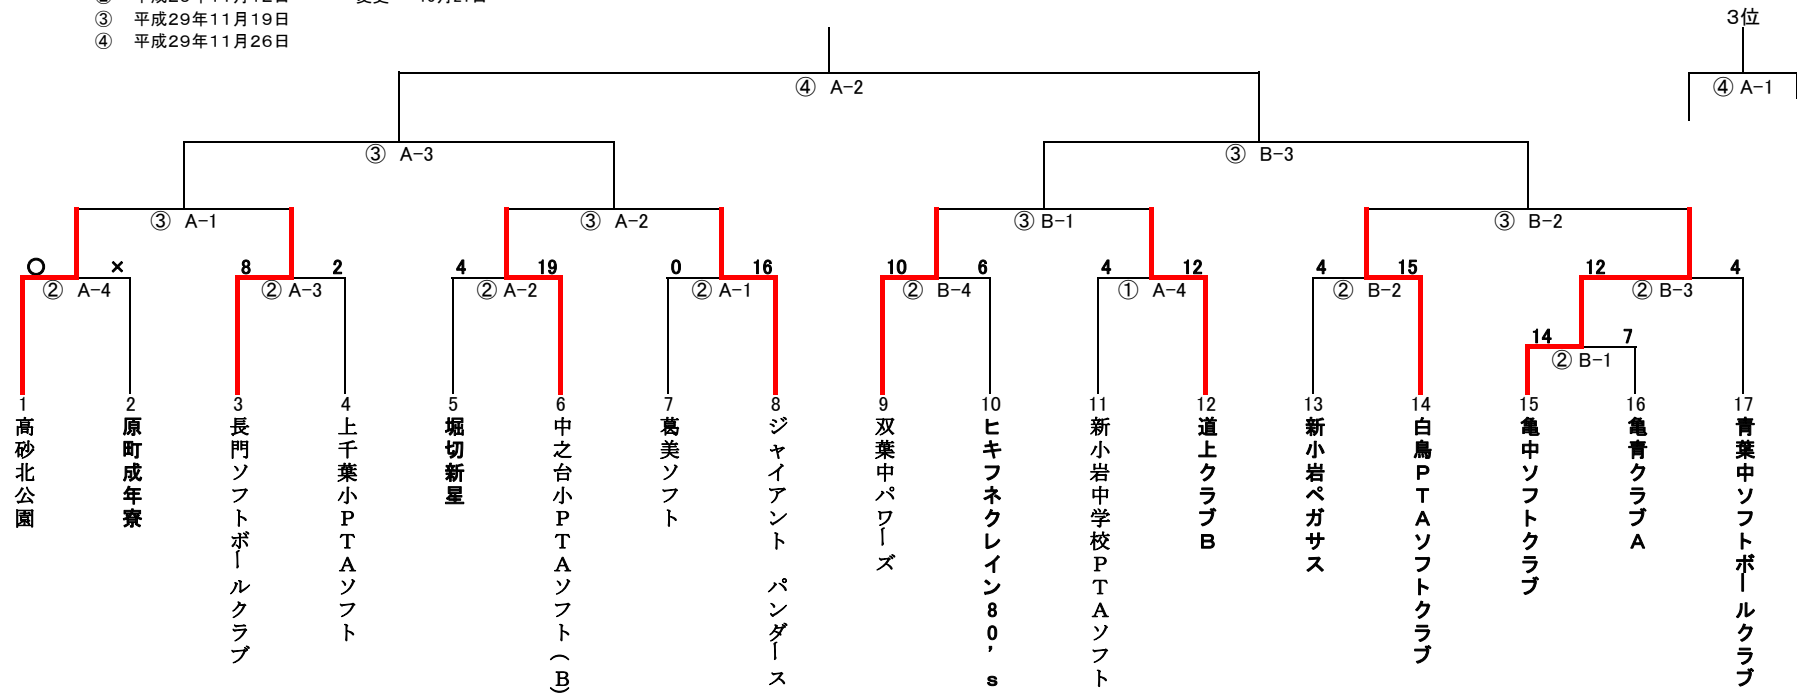 ③ 平成29年11月19日
④ 平成29年11月26日
3位
④ A-2
④ A-1
③ A-3
③ B-3
③ A-1
③ A-2
③ B-1
③ B-2
○ ×
8 2
4 19
0 16
10 6
4 12
4 15
12 4
② A-4
② A-3
② A-2
② A-1
② B-4
① A-4
② B-2
② B-3
14 7
② B-1
1 高砂北公園
2 原町成年寮
3 長門ソフトボールクラブ
4 上千葉小PTAソフト
5 堀切新星
6 中之台小PTAソフト(B)
7 葛美ソフト
8 ジャイアント パンダース
9 双葉中パワーズ
10 ヒキフネクレイン80's
11 新小岩中学校PTAソフト
12 道上クラブB
13 新小岩ペガサス
14 白鳥PTAソフトクラブ
15 亀中ソフトクラブ
16 亀青クラブA
17 青葉中ソフトボールクラブ